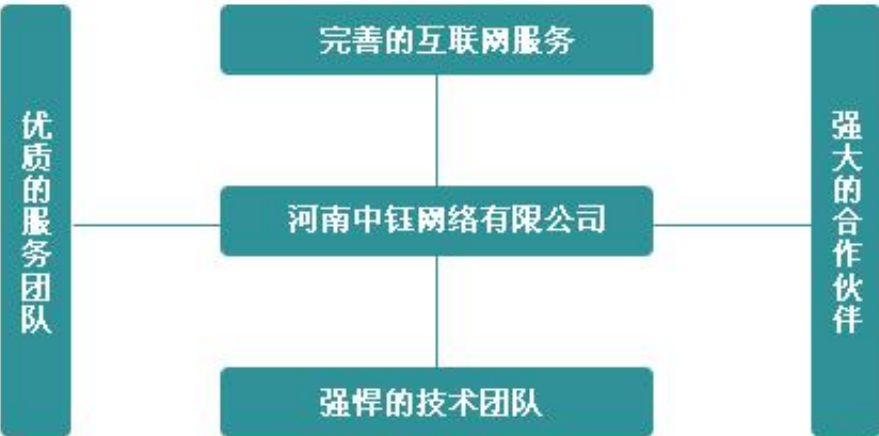 完善的互联网服务
优质的服务团队
河南中钰网络有限公司
强大的合作伙伴
强悍的技术团队